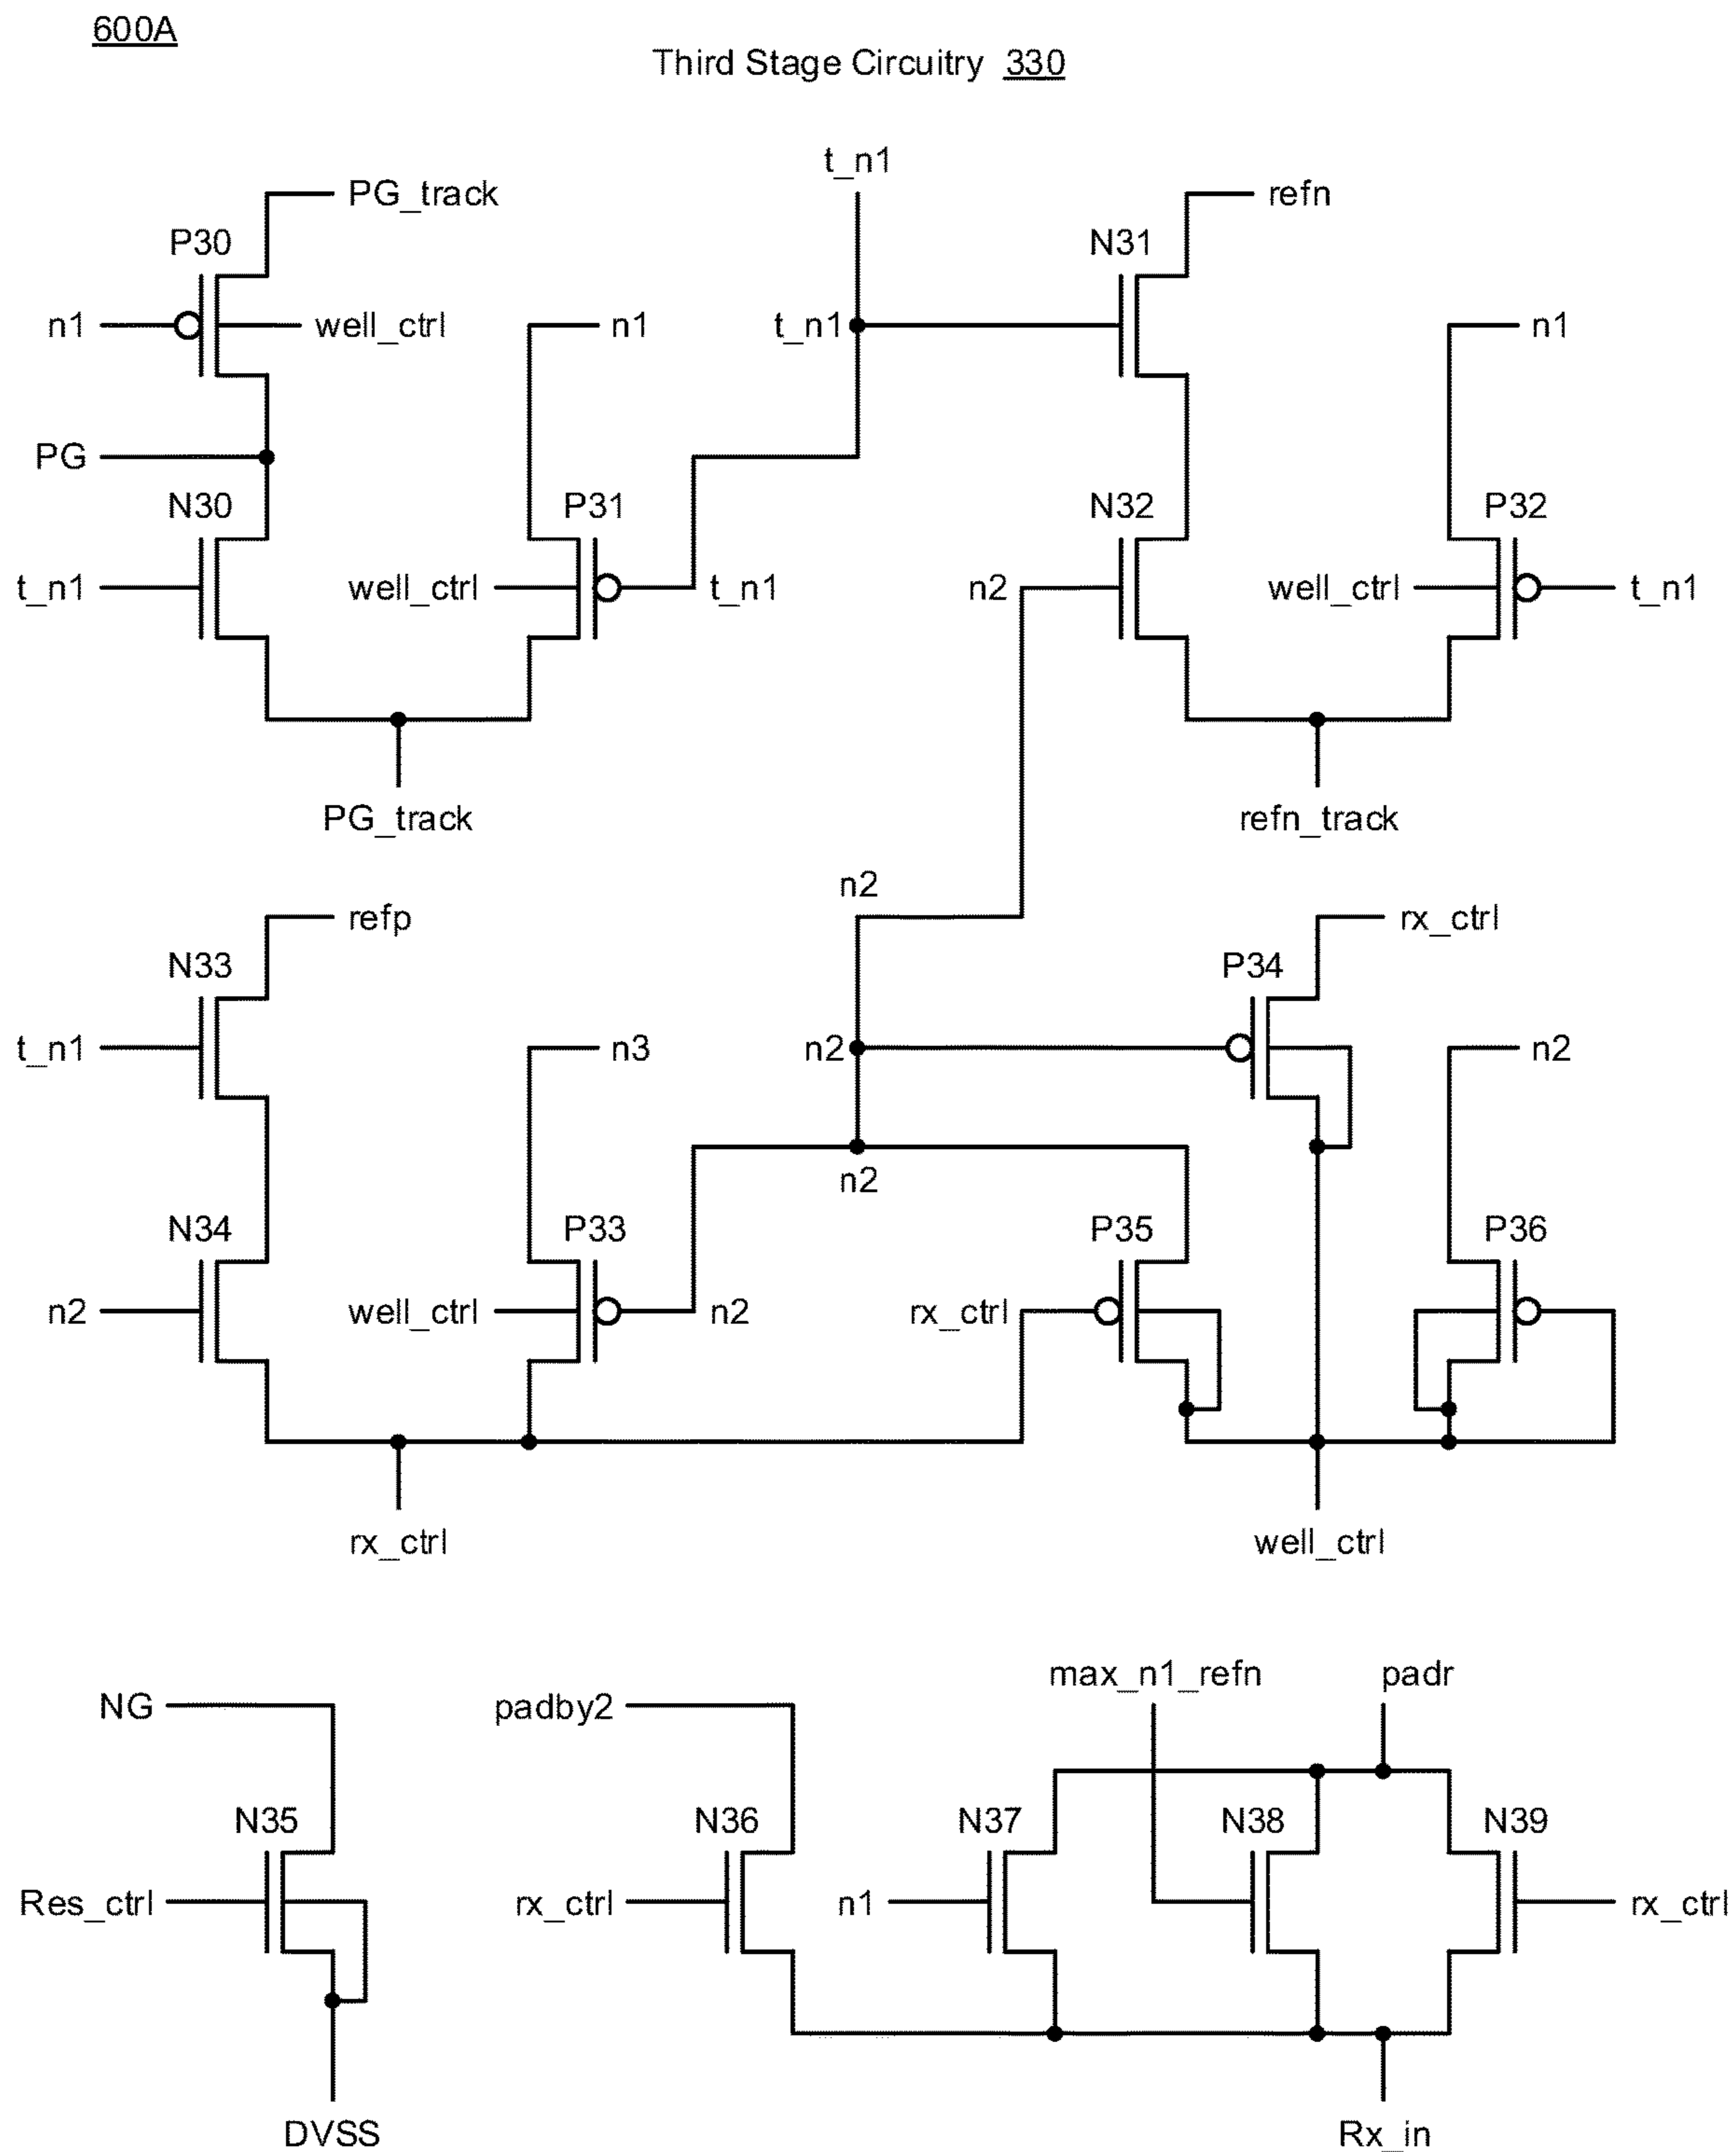 600A
Third Stage Circuitry 330
t_n1
PG_track
refn
P30
N31
n1
well_ctrl
n1
t_n1
n1
PG
N30
P31
N32
P32
t_n1
well_ctrl
t_n1
n2
well_ctrl
t_n1
PG_track
refn_track
n2
refp
rx_ctrl
N33
P34
t_n1
n3
n2
n2
n2
N34
P33
P35
P36
n2
well_ctrl
n2
rx_ctrl
rx_ctrl
well_ctrl
max_n1_refn
padr
NG
padby2
N35
N36
N37
N38
N39
Res_ctrl
rx_ctrl
n1
rx_ctrl
DVSS
Rx_in